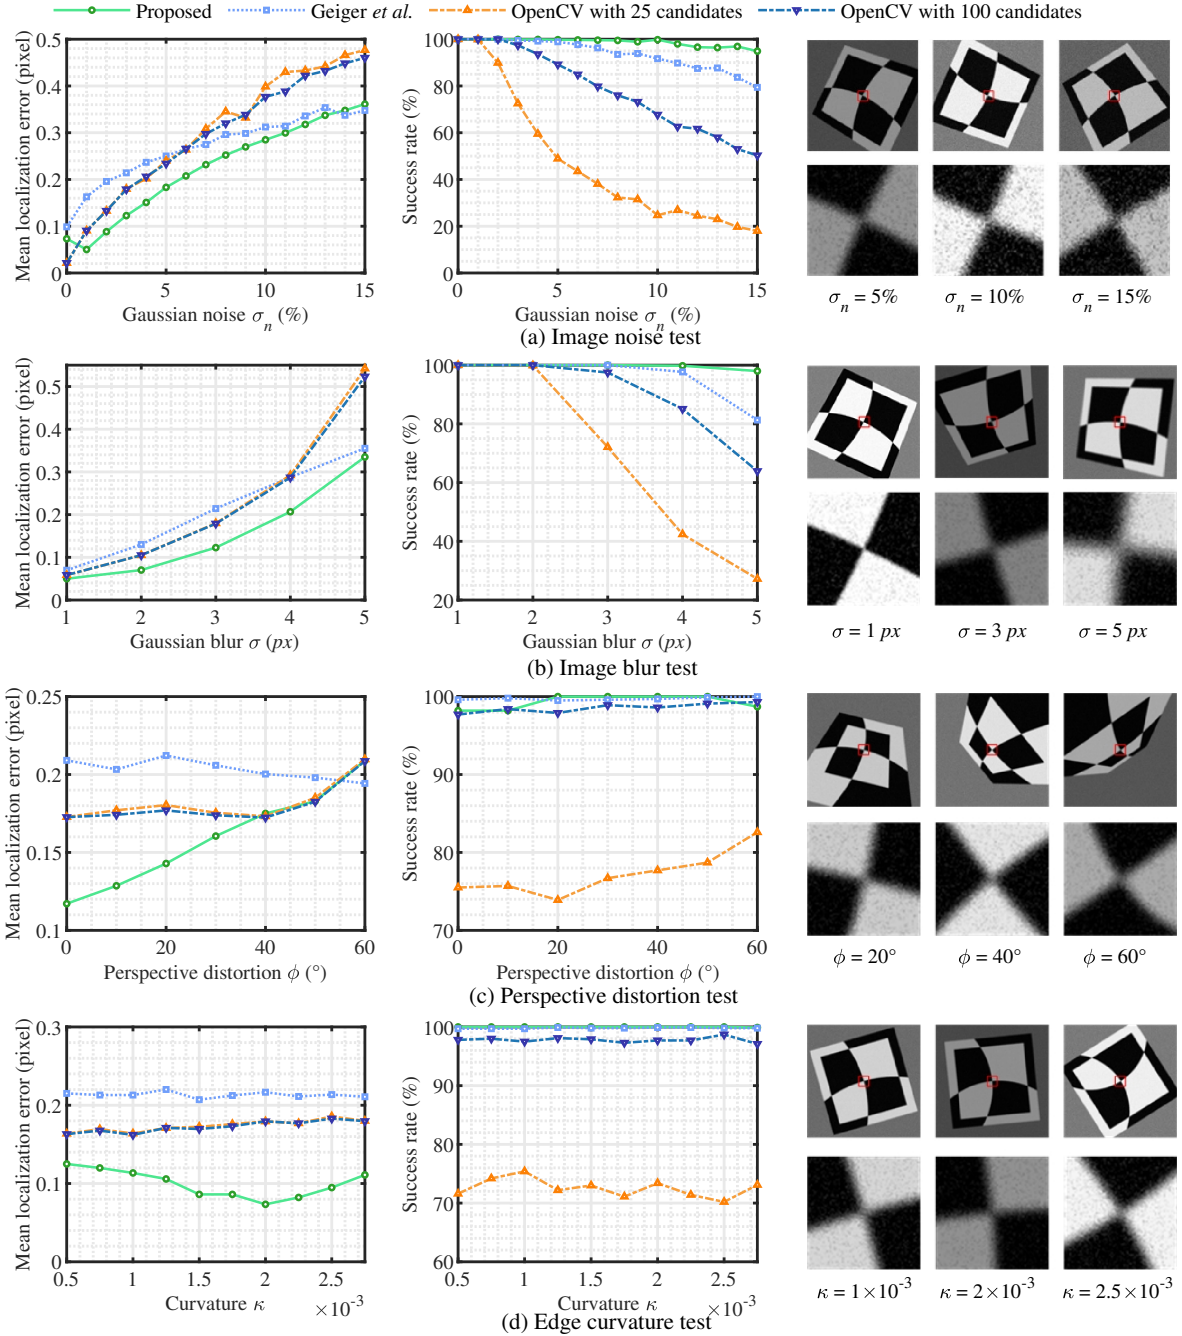 Proposed Geiger et al. OpenCV with 25 candidates OpenCV with 100 candidates
Mean localization error (pixel)
0.5
0.4
0.3
0.2
0.1
0
0 5 10 15
Gaussian noise σn (%)
Success rate (%)
100
80
60
40
20
0
0 5 10 15
Gaussian noise σn (%)
σn = 5% σn = 10% σn = 15%
(a) Image noise test
Mean localization error (pixel)
0.5
0.4
0.3
0.2
0.1
0
1 2 3 4 5
Gaussian blur σ (px)
Success rate (%)
100
80
60
40
20
1 2 3 4 5
Gaussian blur σ (px)
σ = 1 px σ = 3 px σ = 5 px
(b) Image blur test
Mean localization error (pixel)
0.25
0.2
0.15
0.1
0 20 40 60
Perspective distortion ϕ (°)
Success rate (%)
100
90
80
70
0 20 40 60
Perspective distortion ϕ (°)
ϕ = 20° ϕ = 40° ϕ = 60°
(c) Perspective distortion test
Mean localization error (pixel)
0.3
0.2
0.1
0
0.5 1 1.5 2 2.5
Curvature κ ×10⁻³
Success rate (%)
100
90
80
70
60
0.5 1 1.5 2 2.5
Curvature κ ×10⁻³
κ = 1×10⁻³ κ = 2×10⁻³ κ = 2.5×10⁻³
(d) Edge curvature test